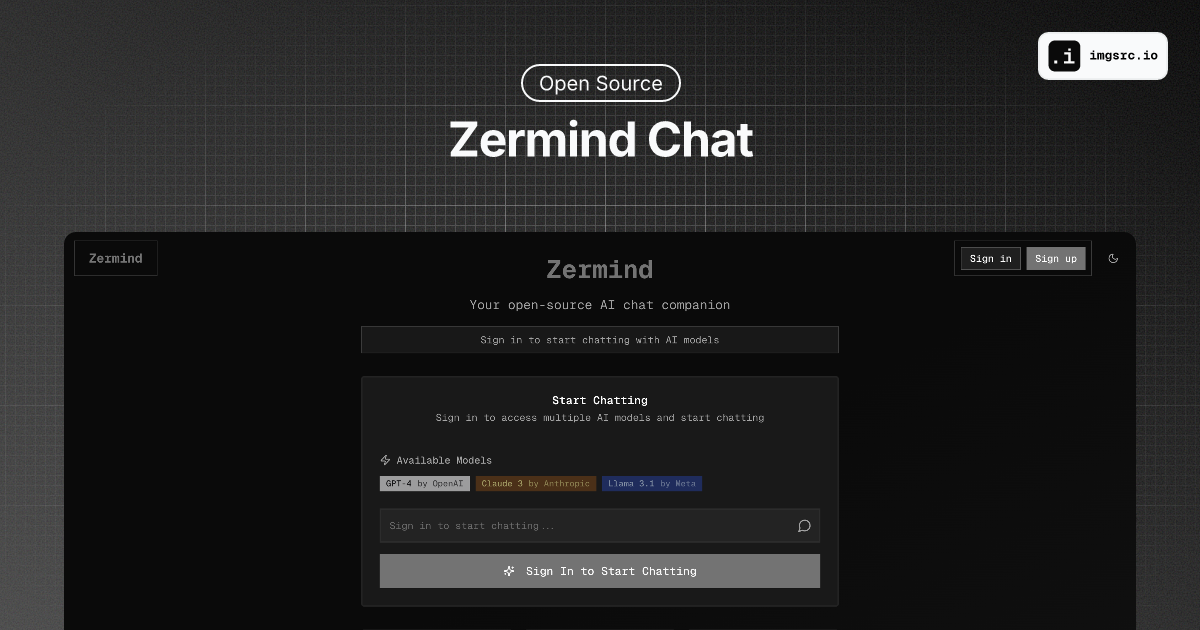 .i imgsrc.io
Open Source
Zermind Chat
Zermind
Sign in
Sign up
Zermind
Your open-source AI chat companion
Sign in to start chatting with AI models
Start Chatting
Sign in to access multiple AI models and start chatting
Available Models
GPT-4 by OpenAI
Claude 3 by Anthropic
Llama 3.1 by Meta
Sign in to start chatting...
Sign In to Start Chatting